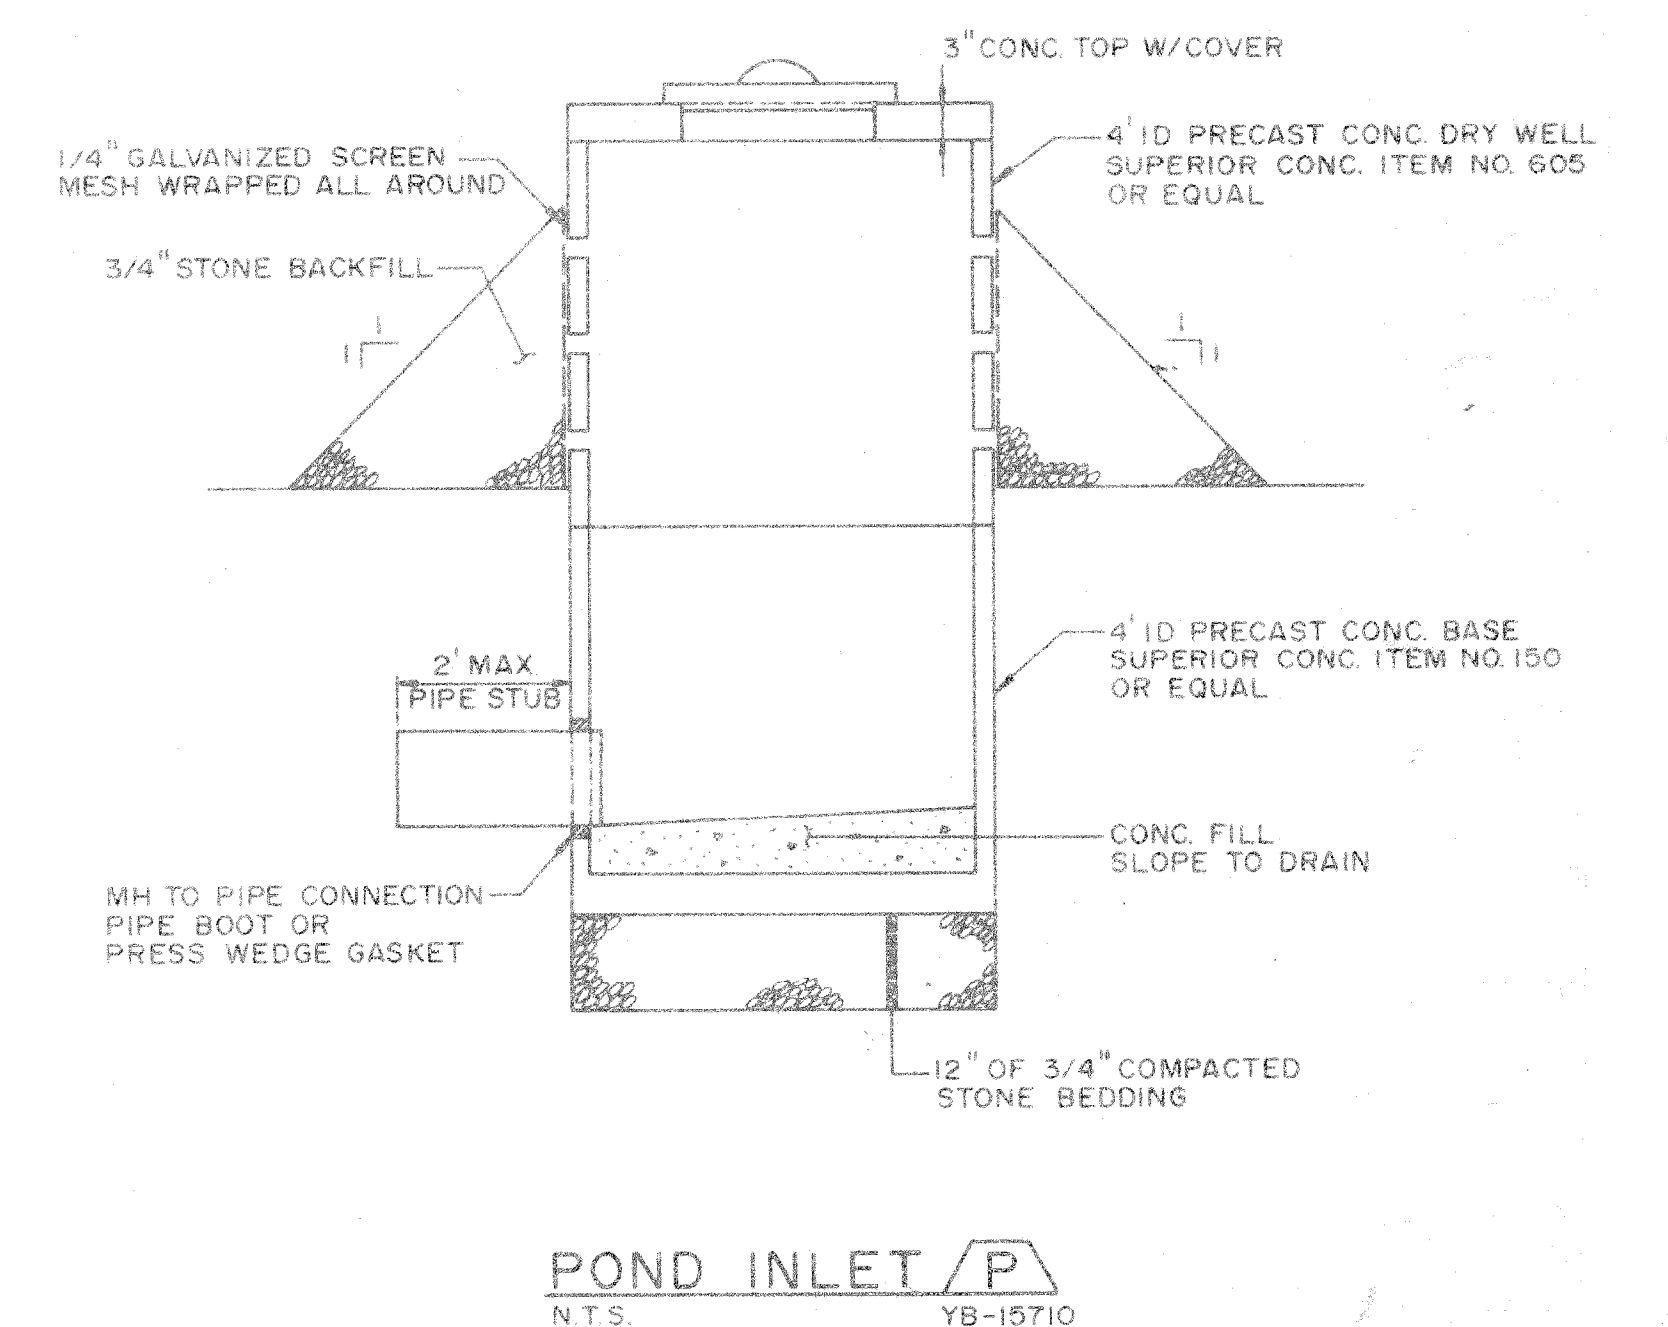 3" CONC. TOP W/COVER
4' ID PRECAST CONC. DRY WELL
SUPERIOR CONC. ITEM NO. 605
OR EQUAL
1/4" GALVANIZED SCREEN
MESH WRAPPED ALL AROUND
3/4" STONE BACKFILL
1
1
1
1
4' ID PRECAST CONC. BASE
SUPERIOR CONC. ITEM NO. 150
OR EQUAL
2' MAX.
PIPE STUB
CONC. FILL
SLOPE TO DRAIN
MH TO PIPE CONNECTION
PIPE BOOT OR
PRESS WEDGE GASKET
12" OF 3/4" COMPACTED
STONE BEDDING
POND INLET P
N.T.S. YB-15710